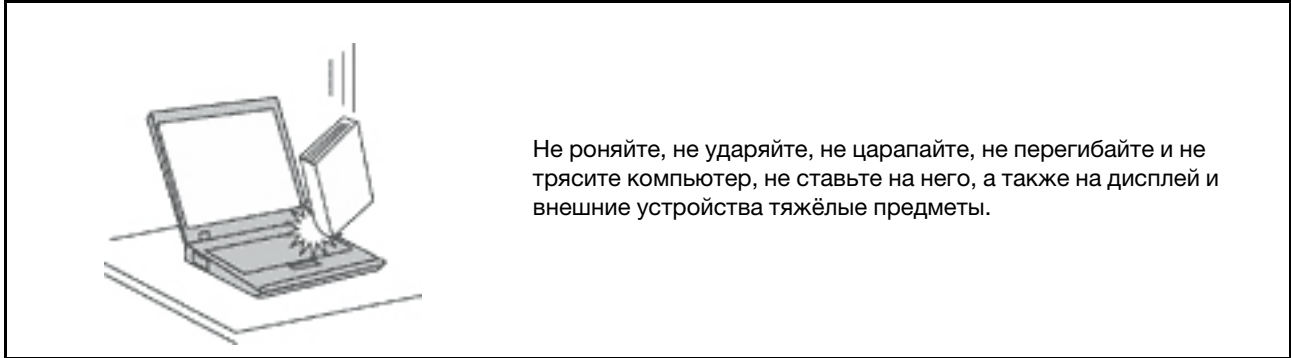 Не роняйте, не ударяйте, не царапайте, не перегибайте и не
трясите компьютер, не ставьте на него, а также на дисплей и
внешние устройства тяжёлые предметы.